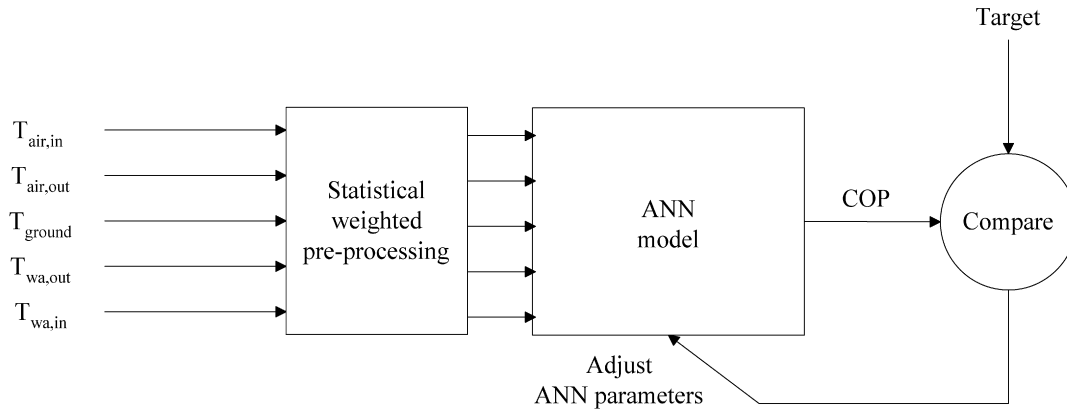 Target
T_air,in
T_air,out
T_ground
T_wa,out
T_wa,in
Statistical
weighted
pre-processing
ANN
model
COP
Compare
Adjust
ANN parameters